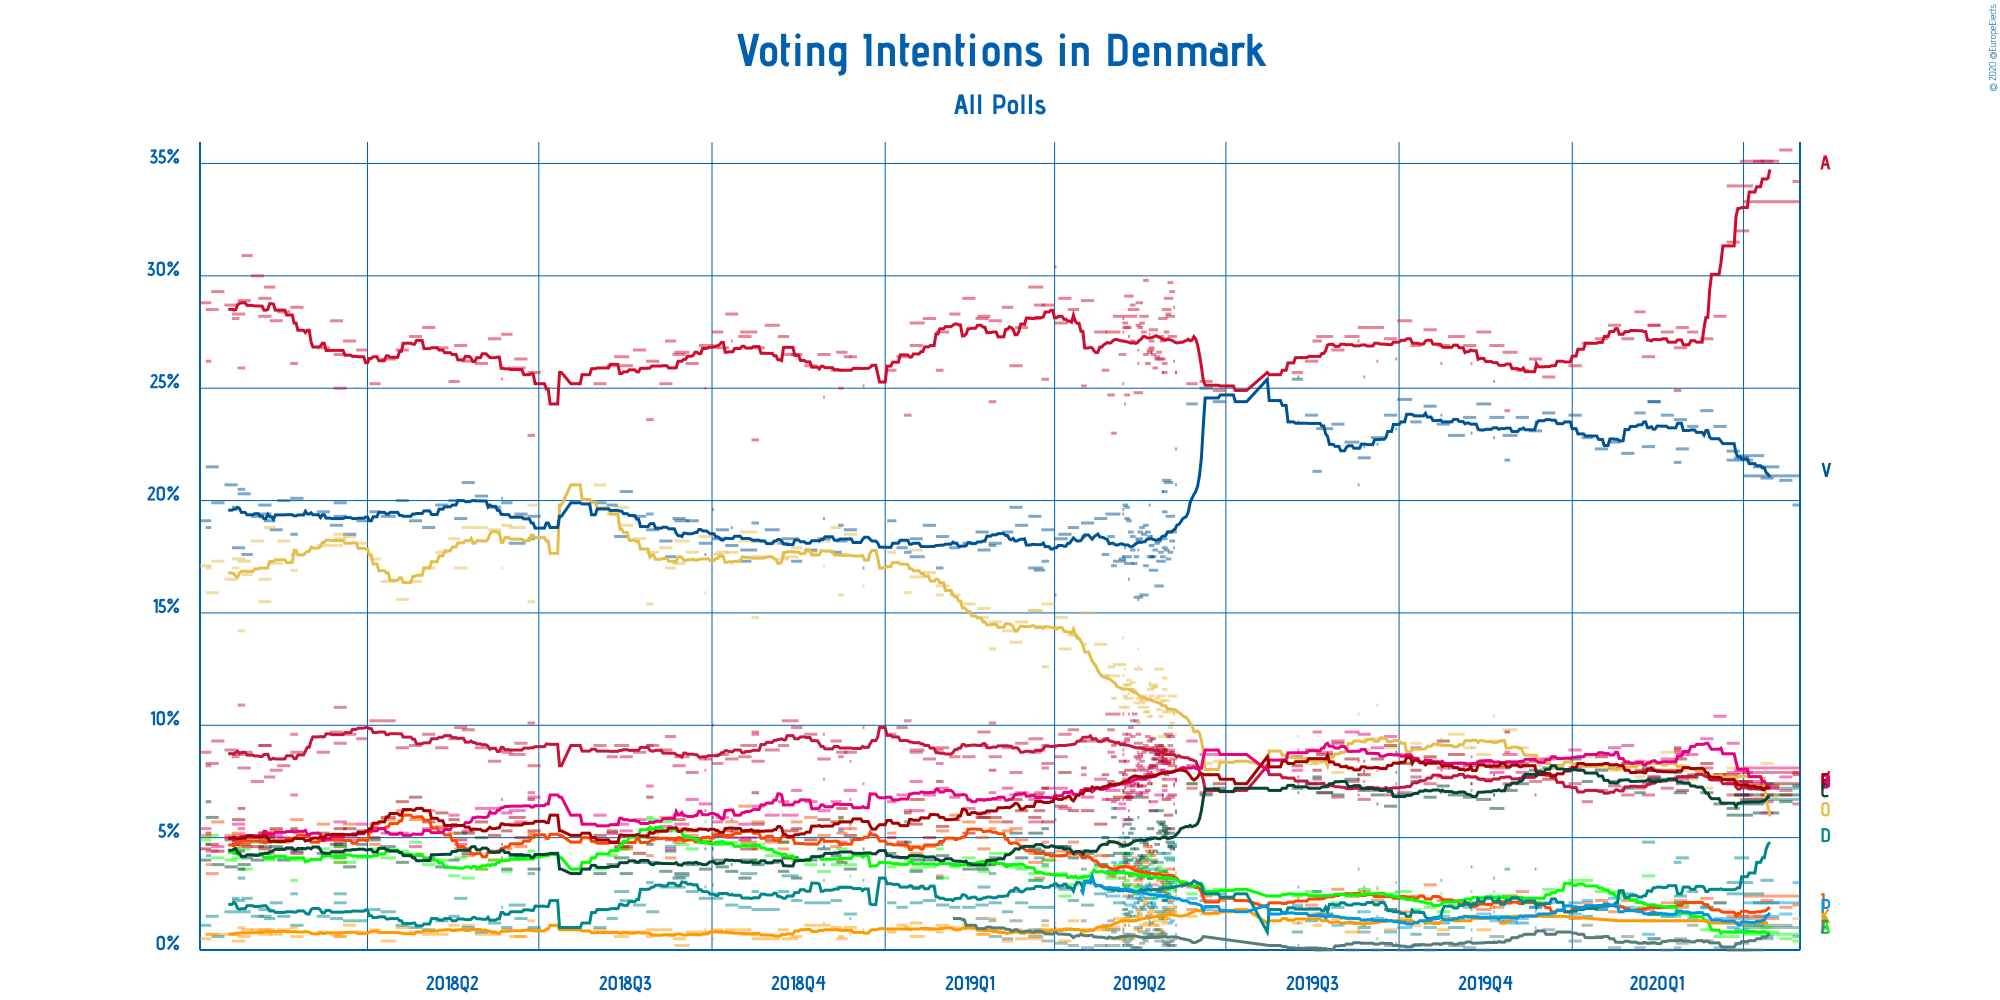 © 2020 @EuropeElects
Voting Intentions in Denmark
All Polls
35%
30%
25%
20%
15%
10%
5%
0%
A
V
C
O
D
I
P
2018Q2
2018Q3
2018Q4
2019Q1
2019Q2
2019Q3
2019Q4
2020Q1